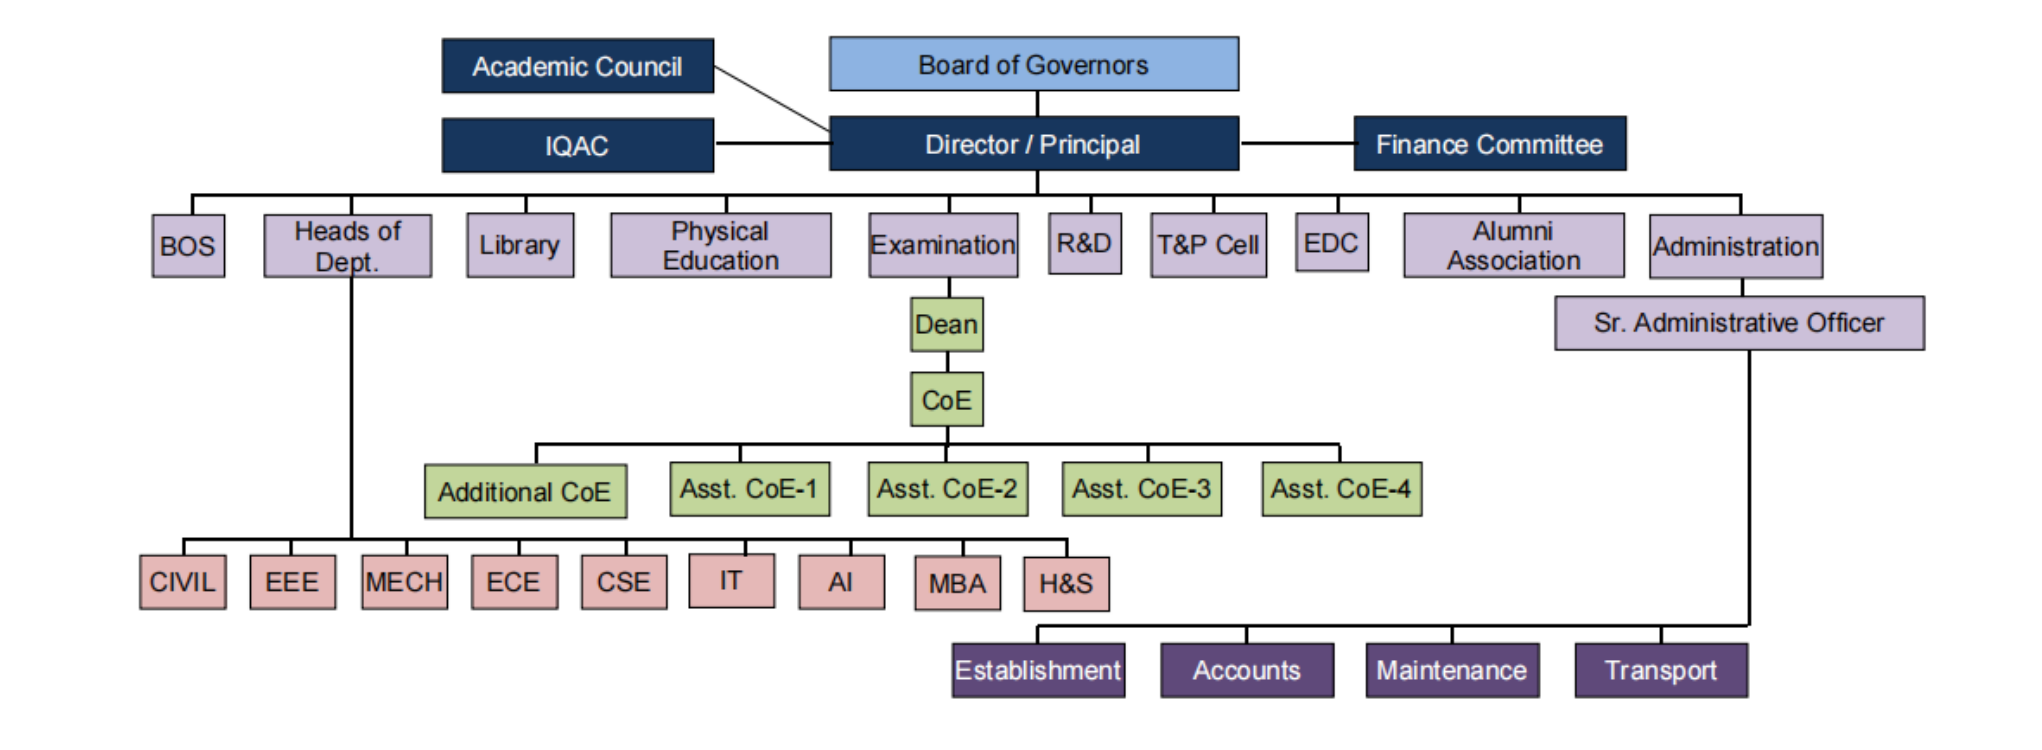 Academic Council
Board of Governors
IQAC
Director / Principal
Finance Committee
BOS
Heads of
Dept.
Library
Physical
Education
Examination
R&D
T&P Cell
EDC
Alumni
Association
Administration
Dean
Sr. Administrative Officer
CoE
Additional CoE
Asst. CoE-1
Asst. CoE-2
Asst. CoE-3
Asst. CoE-4
CIVIL
EEE
MECH
ECE
CSE
IT
AI
MBA
H&S
Establishment
Accounts
Maintenance
Transport